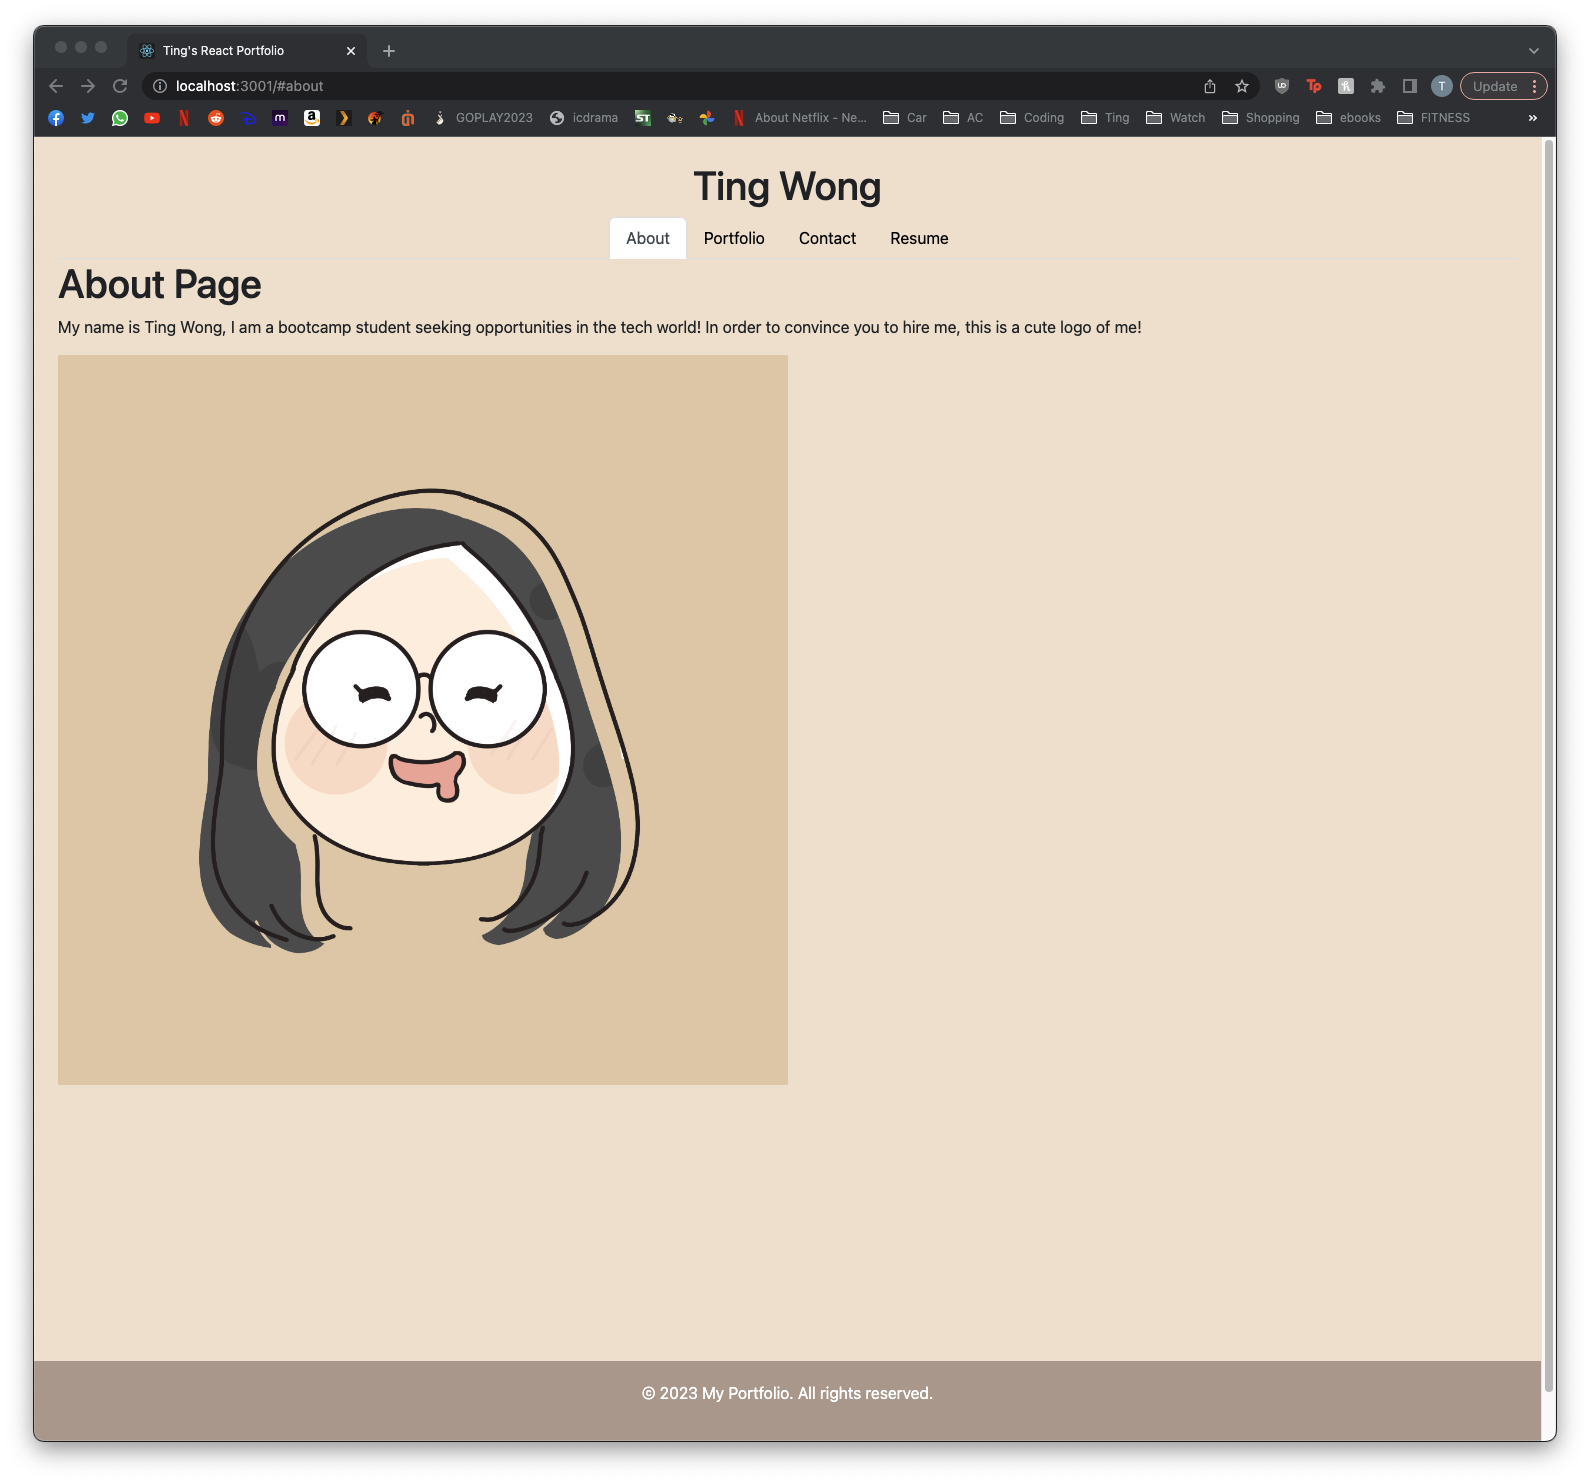 Ting's React Portfolio
localhost:3001/#about
UD
Tp
T
Update
m
a
GOPLAY2023
icdrama
ST
About Netflix - Ne...
Car
AC
Coding
Ting
Watch
Shopping
ebooks
FITNESS
»
Ting Wong
About
Portfolio
Contact
Resume
About Page
My name is Ting Wong, I am a bootcamp student seeking opportunities in the tech world! In order to convince you to hire me, this is a cute logo of me!
© 2023 My Portfolio. All rights reserved.